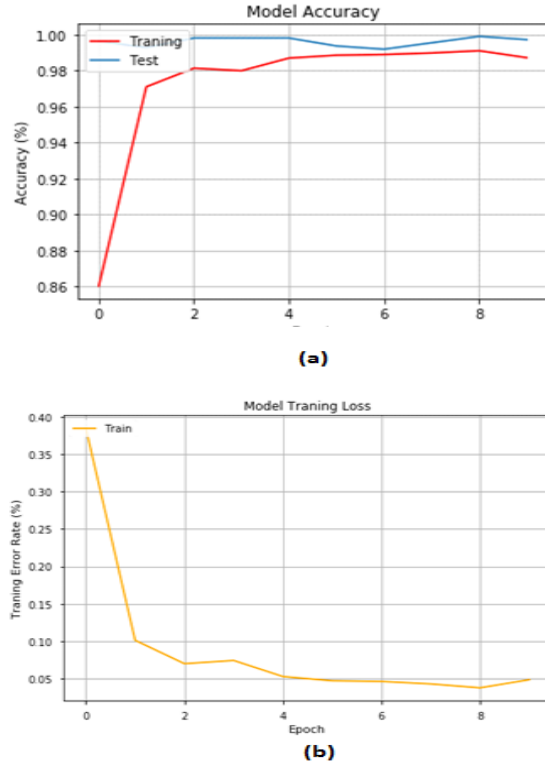 Model Accuracy
Accuracy (%)
1.00
0.98
0.96
0.94
0.92
0.90
0.88
0.86
Traning
Test
0 2 4 6 8
(a)
Model Traning Loss
Traning Error Rate (%)
0.40
0.35
0.30
0.25
0.20
0.15
0.10
0.05
Train
0 2 4 6 8
Epoch
(b)